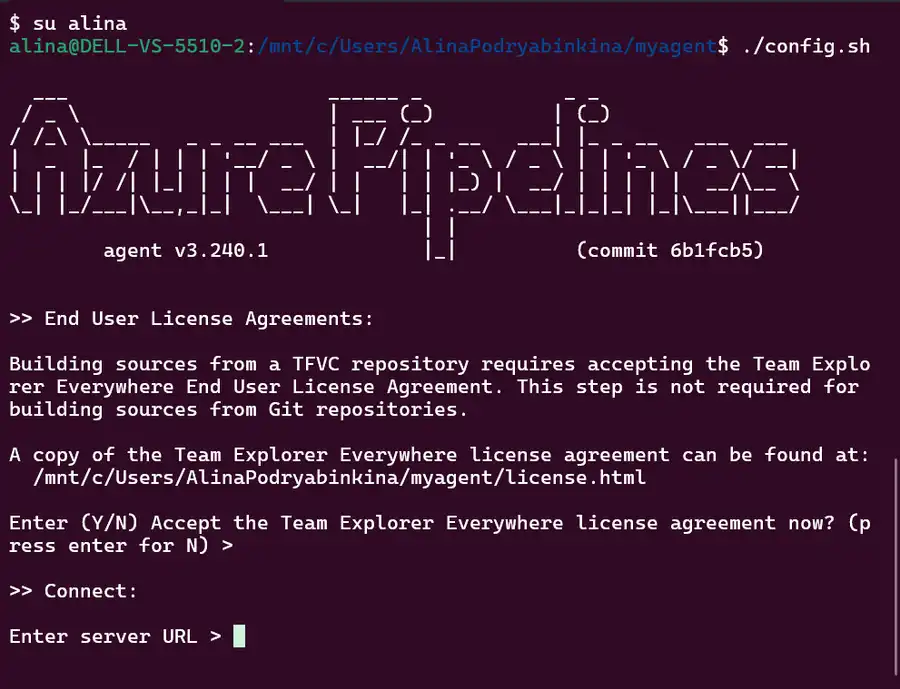 $ su alina
alina@DELL-VS-5510-2:/mnt/c/Users/AlinaPodryabinkina/myagent$ ./config.sh
AzurePipelines
agent v3.240.1 (commit 6b1fcb5)
>> End User License Agreements:
Building sources from a TFVC repository requires accepting the Team Explo
rer Everywhere End User License Agreement. This step is not required for
building sources from Git repositories.
A copy of the Team Explorer Everywhere license agreement can be found at:
/mnt/c/Users/AlinaPodryabinkina/myagent/license.html
Enter (Y/N) Accept the Team Explorer Everywhere license agreement now? (p
ress enter for N) >
>> Connect:
Enter server URL >